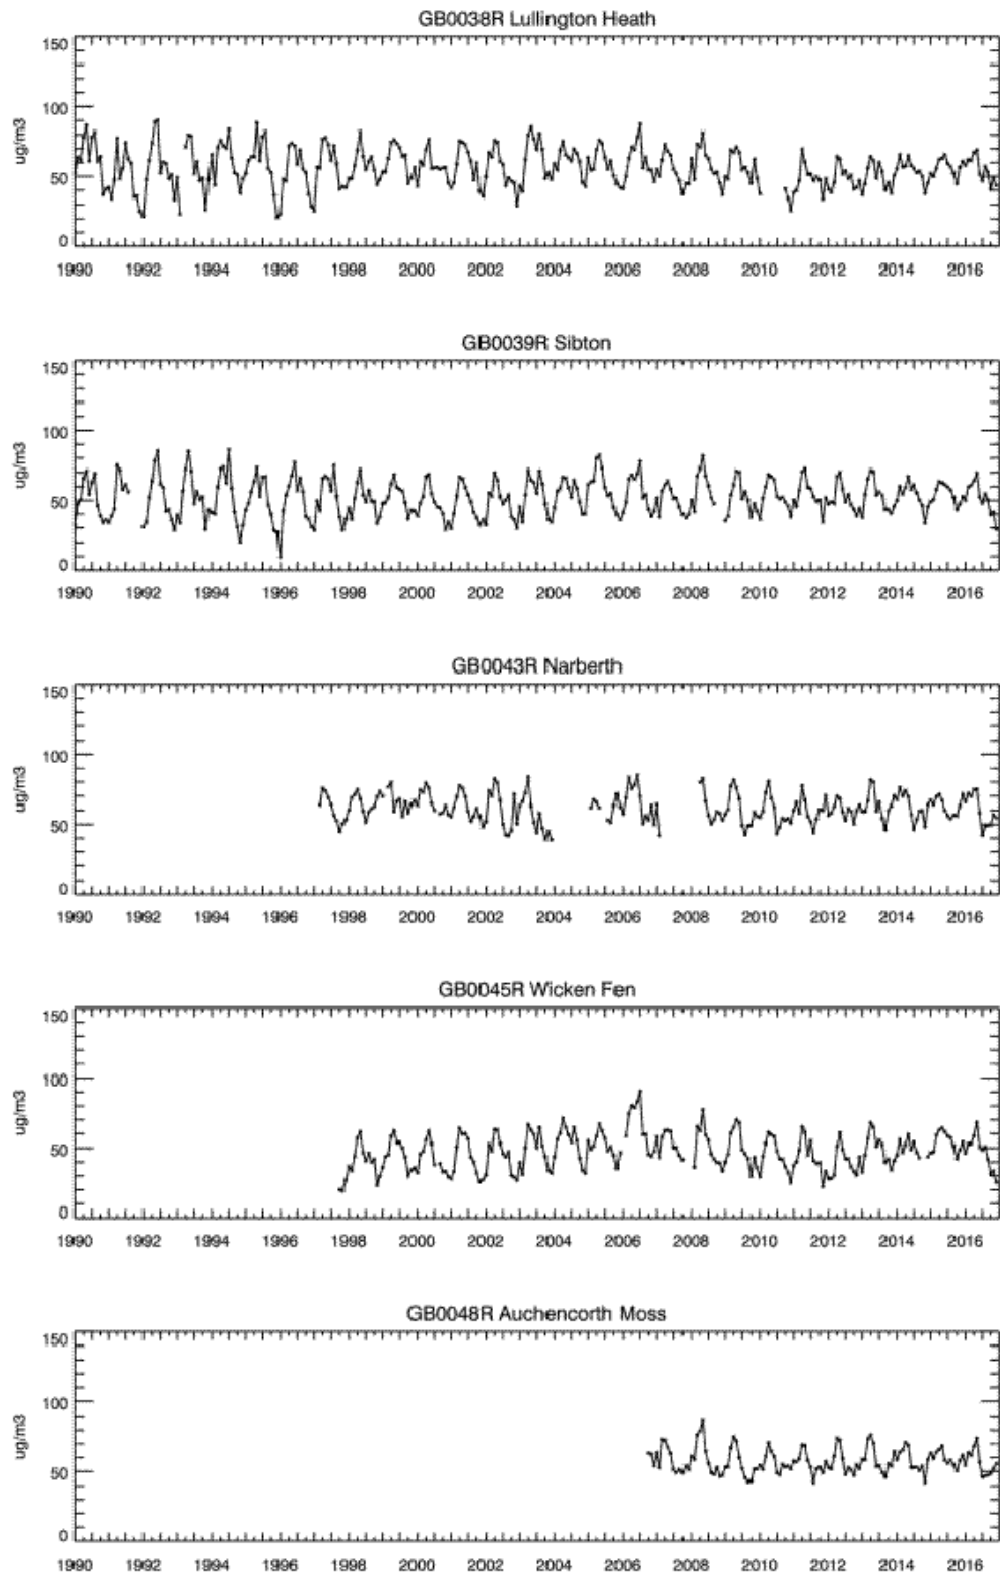 GB0038R Lullington Heath
150
100
50
0
ug/m3
1990 1992 1994 1996 1998 2000 2002 2004 2006 2008 2010 2012 2014 2016
GB0039R Sibton
150
100
50
0
ug/m3
1990 1992 1994 1996 1998 2000 2002 2004 2006 2008 2010 2012 2014 2016
GB0043R Narberth
150
100
50
0
ug/m3
1990 1992 1994 1996 1998 2000 2002 2004 2006 2008 2010 2012 2014 2016
GB0045R Wicken Fen
150
100
50
0
ug/m3
1990 1992 1994 1996 1998 2000 2002 2004 2006 2008 2010 2012 2014 2016
GB0048R Auchencorth Moss
150
100
50
0
ug/m3
1990 1992 1994 1996 1998 2000 2002 2004 2006 2008 2010 2012 2014 2016